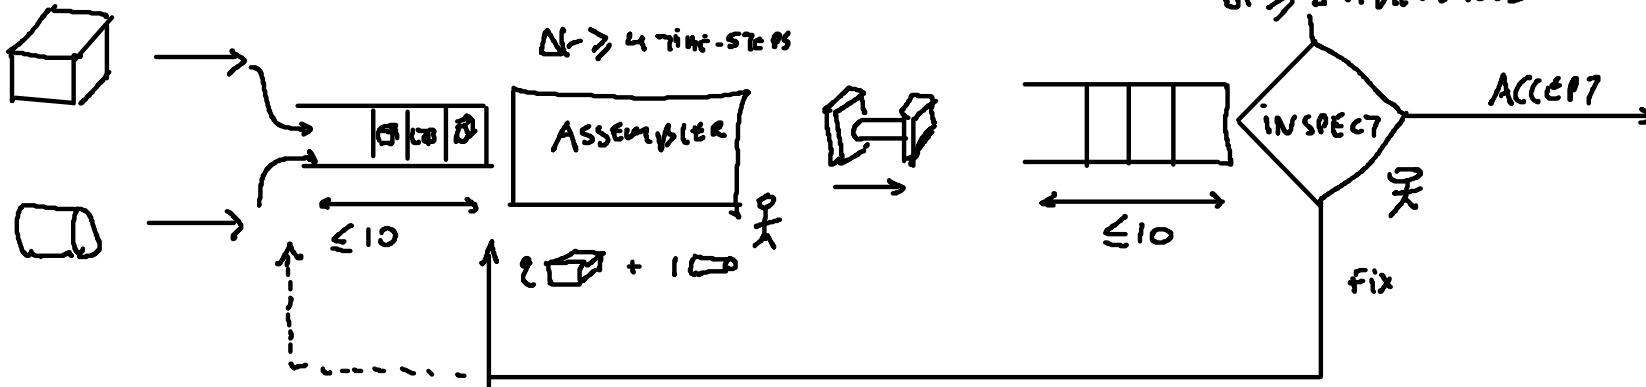 Δt ≥ 4 TIME-STEPS
ASSEMBLER
≤10
2 + 1
≤10
INSPECT
ACCEPT
FIX